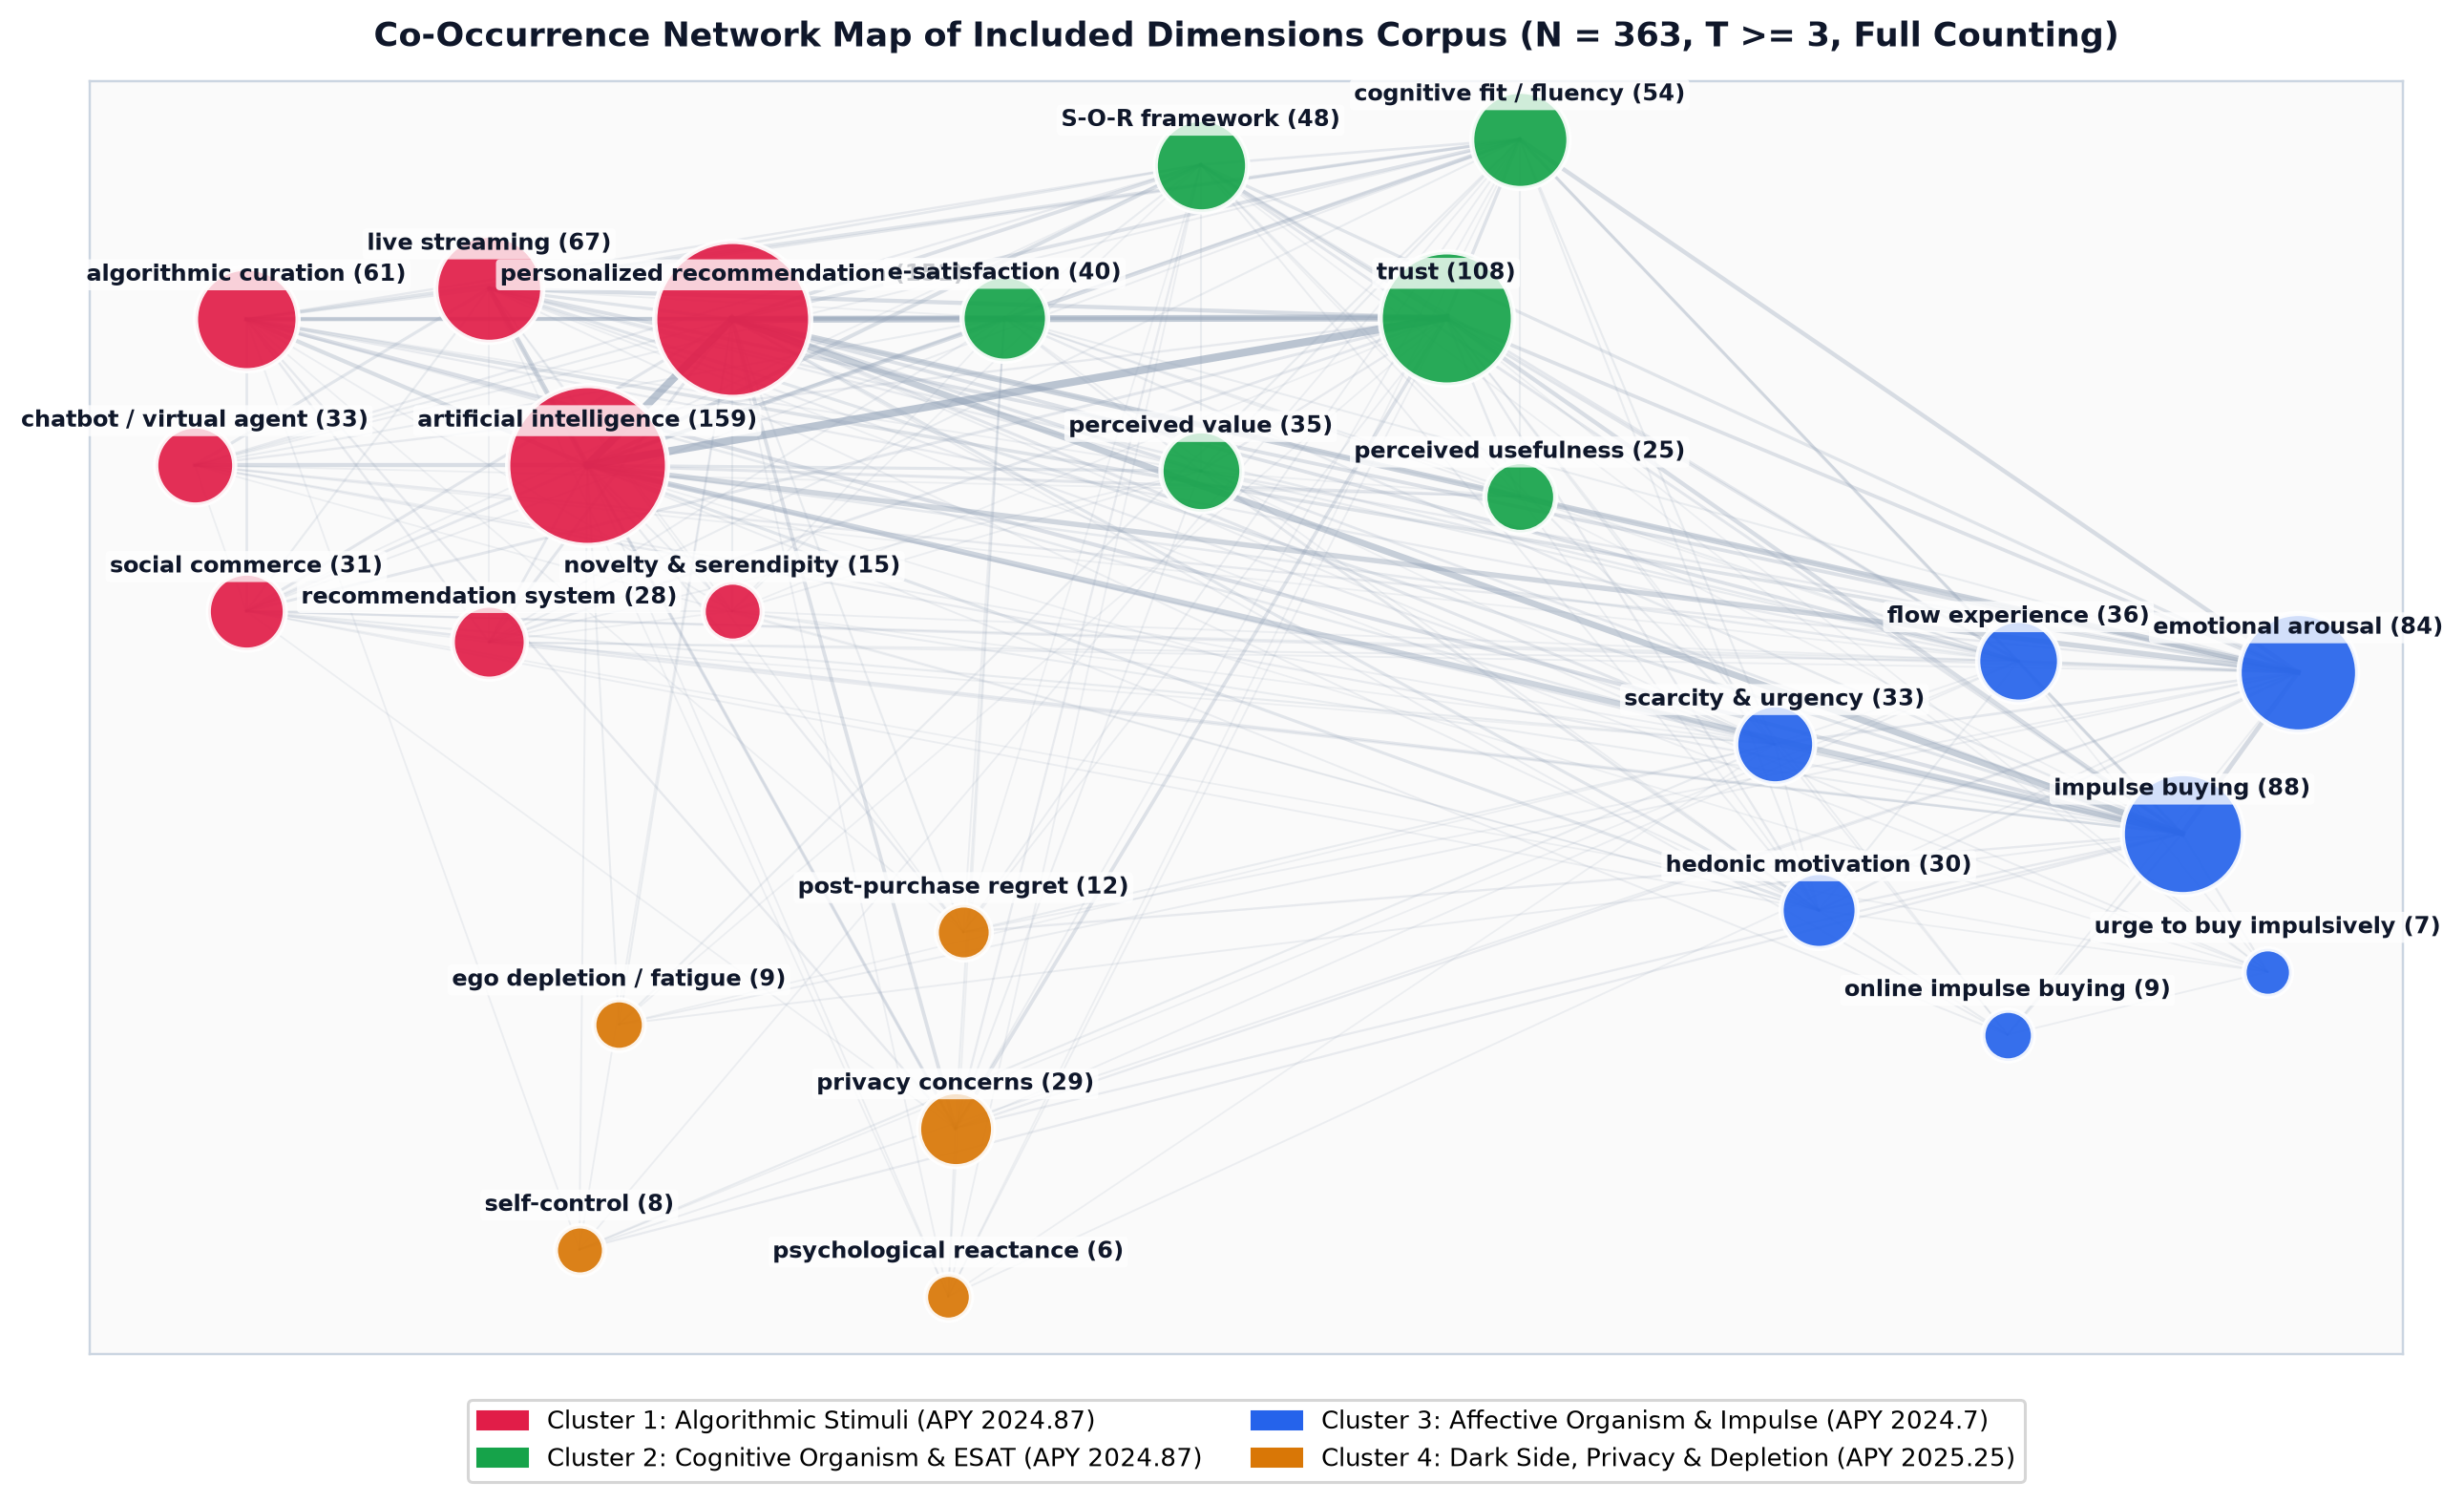 Co-Occurrence Network Map of Included Dimensions Corpus (N = 363, T >= 3, Full Counting)
cognitive fit / fluency (54)
S-O-R framework (48)
live streaming (67)
algorithmic curation (61)
personalized recommendation
e-satisfaction (40)
trust (108)
chatbot / virtual agent (33)
artificial intelligence (159)
perceived value (35)
perceived usefulness (25)
social commerce (31)
novelty & serendipity (15)
recommendation system (28)
flow experience (36)
emotional arousal (84)
scarcity & urgency (33)
impulse buying (88)
hedonic motivation (30)
post-purchase regret (12)
urge to buy impulsively (7)
ego depletion / fatigue (9)
online impulse buying (9)
privacy concerns (29)
self-control (8)
psychological reactance (6)
Cluster 1: Algorithmic Stimuli (APY 2024.87)
Cluster 2: Cognitive Organism & ESAT (APY 2024.87)
Cluster 3: Affective Organism & Impulse (APY 2024.7)
Cluster 4: Dark Side, Privacy & Depletion (APY 2025.25)